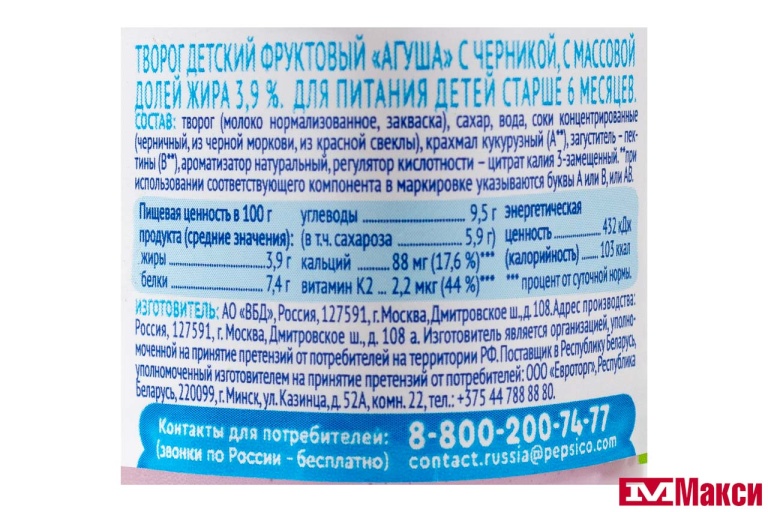 ТВОРОГ ДЕТСКИЙ ФРУКТОВЫЙ «АГУША» С ЧЕРНИКОЙ, С МАССОВОЙ
ДОЛЕЙ ЖИРА 3,9 %. ДЛЯ ПИТАНИЯ ДЕТЕЙ СТАРШЕ 6 МЕСЯЦЕВ.
СОСТАВ: творог (молоко нормализованное, закваска), сахар, вода, соки концентрированные
(черничный, из черной моркови, из красной свеклы), крахмал кукурузный (А**), загуститель – пек-
тины (В**), ароматизатор натуральный, регулятор кислотности – цитрат калия 3-замещенный. **при
использовании соответствующего компонента в маркировке указываются буквы А или В, или АВ.
Пищевая ценность в 100 г
продукта (средние значения):
жиры 3,9 г
белки 7,4 г
углеводы 9,5 г
(в т.ч. сахароза 5,9 г)
кальций 88 мг (17,6 %)***
витамин К2 ... 2,2 мкг (44 %)***
энергетическая
ценность 432 кДж
(калорийность) 103 ккал
*** процент от суточной нормы.
ИЗГОТОВИТЕЛЬ: АО «ВБД», Россия, 127591, г. Москва, Дмитровское ш., д. 108. Адрес производства:
Россия, 127591, г. Москва, Дмитровское ш., д. 108 а. Изготовитель является организацией, уполно-
моченной на принятие претензий от потребителей на территории РФ. Поставщик в Республику Беларусь,
уполномоченный изготовителем на принятие претензий от потребителей: ООО «Евроторг», Республика
Беларусь, 220099, г. Минск, ул. Казинца, д. 52А, комн. 22, тел.: +375 44 788 88 80.
Контакты для потребителей:
(звонки по России - бесплатно)
8-800-200-74-77
contact.russia@pepsico.com
Макси